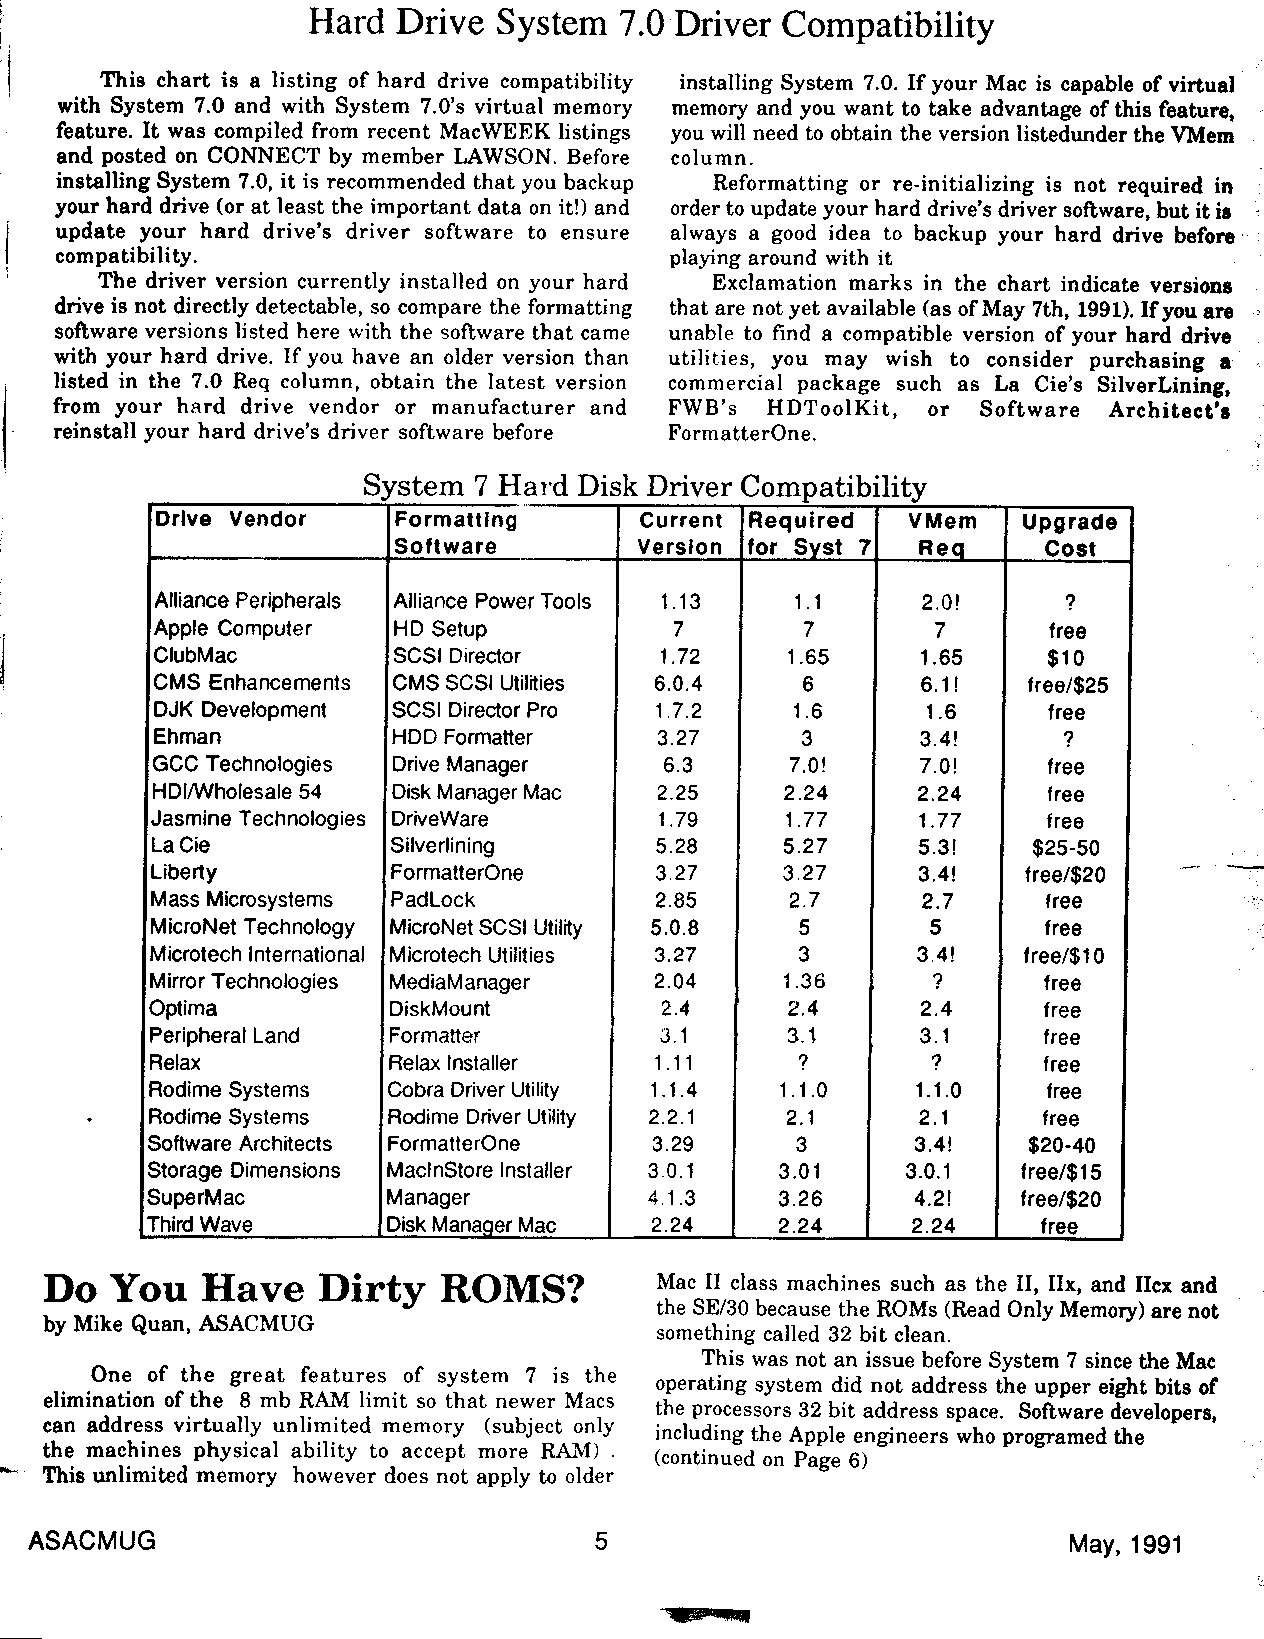 Hard Drive System 7.0 Driver Compatibility
This chart is a listing of hard drive compatibility
with System 7.0 and with System 7.0's virtual memory
feature. It was compiled from recent MacWEEK listings
and posted on CONNECT by member LAWSON. Before
installing System 7.0, it is recommended that you backup
your hard drive (or at least the important data on it!) and
update your hard drive's driver software to ensure
compatibility.
The driver version currently installed on your hard
drive is not directly detectable, so compare the formatting
software versions listed here with the software that came
with your hard drive. If you have an older version than
listed in the 7.0 Req column, obtain the latest version
from your hard drive vendor or manufacturer and
reinstall your hard drive's driver software before
installing System 7.0. If your Mac is capable of virtual
memory and you want to take advantage of this feature,
you will need to obtain the version listedunder the VMem
column.
Reformatting or re-initializing is not required in
order to update your hard drive's driver software, but it is
always a good idea to backup your hard drive before
playing around with it
Exclamation marks in the chart indicate versions
that are not yet available (as of May 7th, 1991). If you are
unable to find a compatible version of your hard drive
utilities, you may wish to consider purchasing a
commercial package such as La Cie's SilverLining,
FWB's HDToolKit, or Software Architect's
FormatterOne.
System 7 Hard Disk Driver Compatibility
Drive Vendor Formatting Current Required VMem Upgrade
Software Version for Syst 7 Req Cost
Alliance Peripherals Alliance Power Tools 1.13 1.1 2.0! ?
Apple Computer HD Setup 7 7 7 free
ClubMac SCSI Director 1.72 1.65 1.65 $10
CMS Enhancements CMS SCSI Utilities 6.0.4 6 6.1! free/$25
DJK Development SCSI Director Pro 1.7.2 1.6 1.6 free
Ehman HDD Formatter 3.27 3 3.4! ?
GCC Technologies Drive Manager 6.3 7.0! 7.0! free
HDI/Wholesale 54 Disk Manager Mac 2.25 2.24 2.24 free
Jasmine Technologies DriveWare 1.79 1.77 1.77 free
La Cie Silverlining 5.28 5.27 5.3! $25-50
Liberty FormatterOne 3.27 3.27 3.4! free/$20
Mass Microsystems PadLock 2.85 2.7 2.7 free
MicroNet Technology MicroNet SCSI Utility 5.0.8 5 5 free
Microtech International Microtech Utilities 3.27 3 3.4! free/$10
Mirror Technologies MediaManager 2.04 1.36 ? free
Optima DiskMount 2.4 2.4 2.4 free
Peripheral Land Formatter 3.1 3.1 3.1 free
Relax Relax Installer 1.11 ? ? free
Rodime Systems Cobra Driver Utility 1.1.4 1.1.0 1.1.0 free
Rodime Systems Rodime Driver Utility 2.2.1 2.1 2.1 free
Software Architects FormatterOne 3.29 3 3.4! $20-40
Storage Dimensions MacInStore Installer 3.0.1 3.01 3.0.1 free/$15
SuperMac Manager 4.1.3 3.26 4.2! free/$20
Third Wave Disk Manager Mac 2.24 2.24 2.24 free
Do You Have Dirty ROMS?
by Mike Quan, ASACMUG
One of the great features of system 7 is the
elimination of the 8 mb RAM limit so that newer Macs
can address virtually unlimited memory (subject only
the machines physical ability to accept more RAM) .
This unlimited memory however does not apply to older
Mac II class machines such as the II, IIx, and IIcx and
the SE/30 because the ROMs (Read Only Memory) are not
something called 32 bit clean.
This was not an issue before System 7 since the Mac
operating system did not address the upper eight bits of
the processors 32 bit address space. Software developers,
including the Apple engineers who programed the
(continued on Page 6)
ASACMUG 5 May, 1991